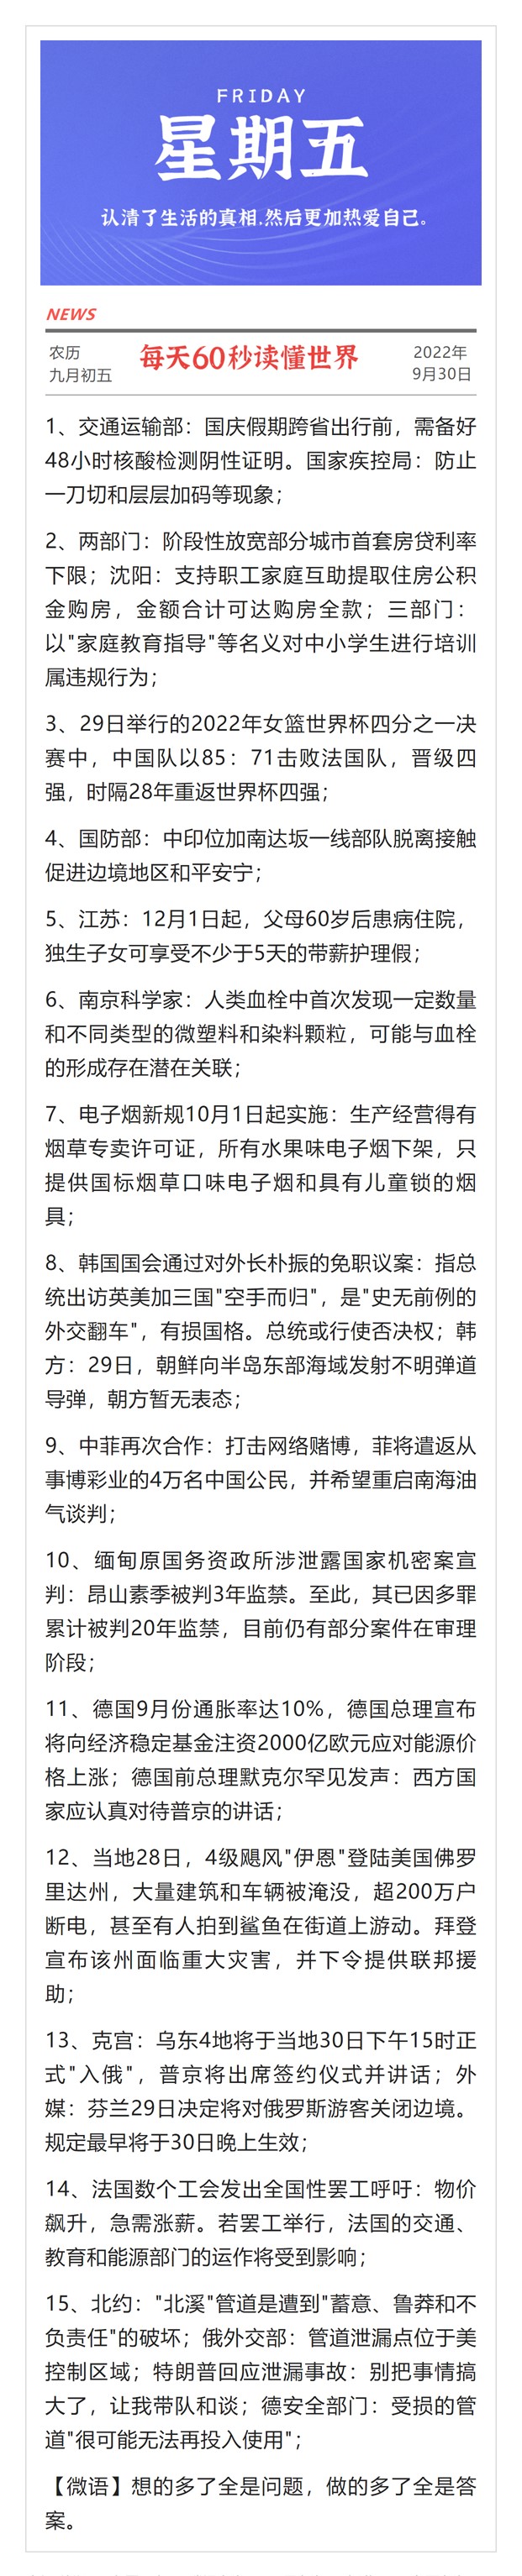 FRIDAY
星期五
认清了生活的真相.然后更加热爱自己。
NEWS
农历
九月初五
每天60秒读懂世界
2022年
9月30日
1、交通运输部：国庆假期跨省出行前，需备好
48小时核酸检测阴性证明。国家疾控局：防止
一刀切和层层加码等现象；
2、两部门：阶段性放宽部分城市首套房贷利率
下限；沈阳：支持职工家庭互助提取住房公积
金购房，金额合计可达购房全款；三部门：
以"家庭教育指导"等名义对中小学生进行培训
属违规行为；
3、29日举行的2022年女篮世界杯四分之一决
赛中，中国队以85：71击败法国队，晋级四
强，时隔28年重返世界杯四强；
4、国防部：中印位加南达坂一线部队脱离接触
促进边境地区和平安宁；
5、江苏：12月1日起，父母60岁后患病住院，
独生子女可享受不少于5天的带薪护理假；
6、南京科学家：人类血栓中首次发现一定数量
和不同类型的微塑料和染料颗粒，可能与血栓
的形成存在潜在关联；
7、电子烟新规10月1日起实施：生产经营得有
烟草专卖许可证，所有水果味电子烟下架，只
提供国标烟草口味电子烟和具有儿童锁的烟
具；
8、韩国国会通过对外长朴振的免职议案：指总
统出访英美加三国"空手而归"，是"史无前例的
外交翻车"，有损国格。总统或行使否决权；韩
方：29日，朝鲜向半岛东部海域发射不明弹道
导弹，朝方暂无表态；
9、中菲再次合作：打击网络赌博，菲将遣返从
事博彩业的4万名中国公民，并希望重启南海油
气谈判；
10、缅甸原国务资政所涉泄露国家机密案宣
判：昂山素季被判3年监禁。至此，其已因多罪
累计被判20年监禁，目前仍有部分案件在审理
阶段；
11、德国9月份通胀率达10%，德国总理宣布
将向经济稳定基金注资2000亿欧元应对能源价
格上涨；德国前总理默克尔罕见发声：西方国
家应认真对待普京的讲话；
12、当地28日，4级飓风"伊恩"登陆美国佛罗
里达州，大量建筑和车辆被淹没，超200万户
断电，甚至有人拍到鲨鱼在街道上游动。拜登
宣布该州面临重大灾害，并下令提供联邦援
助；
13、克宫：乌东4地将于当地30日下午15时正
式"入俄"，普京将出席签约仪式并讲话；外
媒：芬兰29日决定将对俄罗斯游客关闭边境。
规定最早将于30日晚上生效；
14、法国数个工会发出全国性罢工呼吁：物价
飙升，急需涨薪。若罢工举行，法国的交通、
教育和能源部门的运作将受到影响；
15、北约："北溪"管道是遭到"蓄意、鲁莽和不
负责任"的破坏；俄外交部：管道泄漏点位于美
控制区域；特朗普回应泄漏事故：别把事情搞
大了，让我带队和谈；德安全部门：受损的管
道"很可能无法再投入使用"；
【微语】想的多了全是问题，做的多了全是答
案。